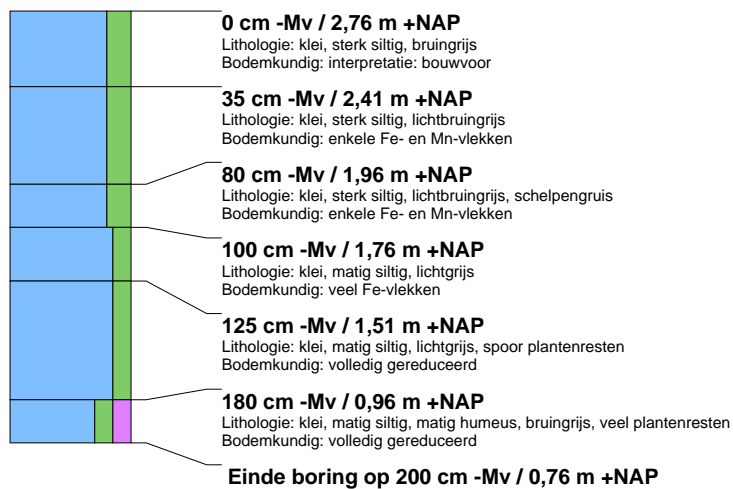 0 cm -Mv / 2,76 m +NAP
Lithologie: klei, sterk siltig, bruingrijs
Bodemkundig: interpretatie: bouwvoor
35 cm -Mv / 2,41 m +NAP
Lithologie: klei, sterk siltig, lichtbruingrijs
Bodemkundig: enkele Fe- en Mn-vlekken
80 cm -Mv / 1,96 m +NAP
Lithologie: klei, sterk siltig, lichtbruingrijs, schelpengruis
Bodemkundig: enkele Fe- en Mn-vlekken
100 cm -Mv / 1,76 m +NAP
Lithologie: klei, matig siltig, lichtgrijs
Bodemkundig: veel Fe-vlekken
125 cm -Mv / 1,51 m +NAP
Lithologie: klei, matig siltig, lichtgrijs, spoor plantenresten
Bodemkundig: volledig gereduceerd
180 cm -Mv / 0,96 m +NAP
Lithologie: klei, matig siltig, matig humeus, bruingrijs, veel plantenresten
Bodemkundig: volledig gereduceerd
Einde boring op 200 cm -Mv / 0,76 m +NAP